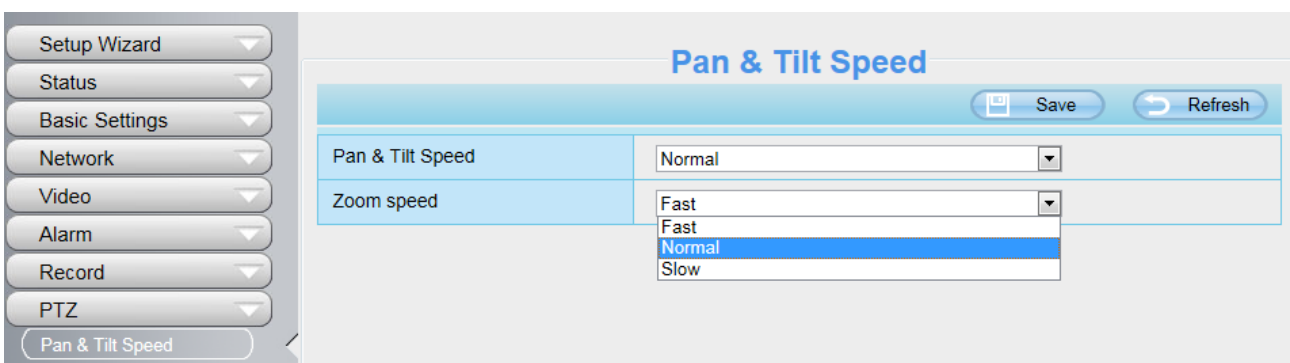 Setup Wizard
Status
Basic Settings
Network
Video
Alarm
Record
PTZ
Pan & Tilt Speed
Pan & Tilt Speed
Save Refresh
Pan & Tilt Speed Normal
Zoom speed Fast
Fast
Normal
Slow